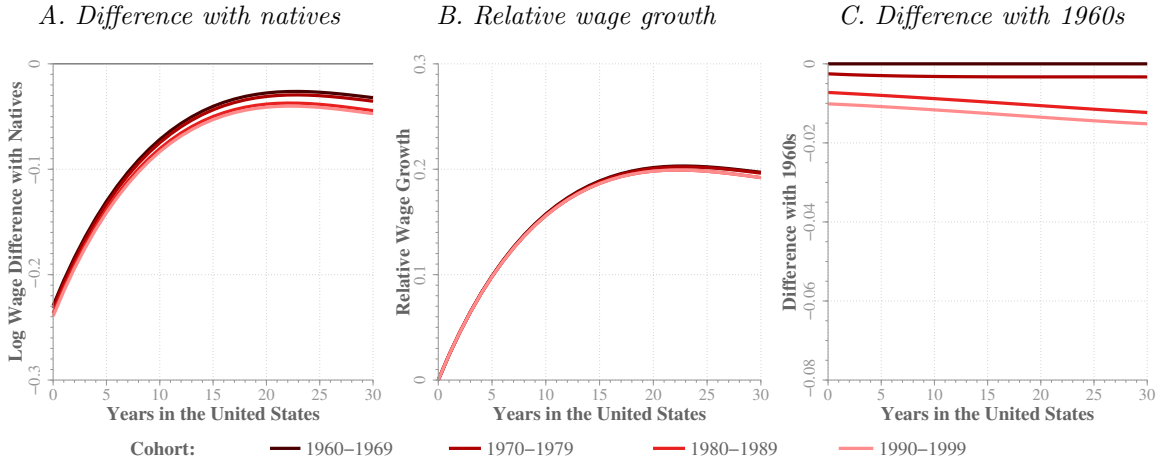 A. Difference with natives
B. Relative wage growth
C. Difference with 1960s
Log Wage Difference with Natives
0
−0.1
−0.2
−0.3
0 5 10 15 20 25 30
Years in the United States
Relative Wage Growth
0.3
0.2
0.1
0
0 5 10 15 20 25 30
Years in the United States
Difference with 1960s
0
−0.02
−0.04
−0.06
−0.08
0 5 10 15 20 25 30
Years in the United States
Cohort: 1960–1969 1970–1979 1980–1989 1990–1999